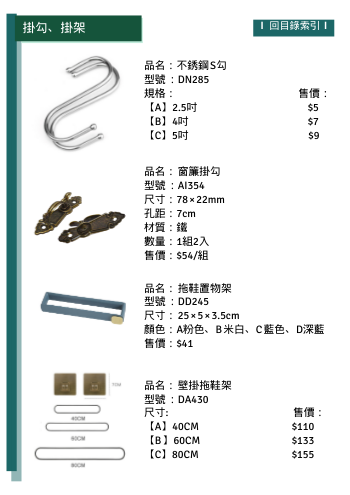 掛勾、掛架
回目錄索引
品名：不銹鋼S勾
型號：DN285
規格： 售價：
【A】2.5吋 $5
【B】4吋 $7
【C】5吋 $9
品名：窗簾掛勾
型號：AI354
尺寸：78×22mm
孔距：7cm
材質：鐵
數量：1組2入
售價：$54/組
品名：拖鞋置物架
型號：DD245
尺寸：25×5×3.5cm
顏色：A粉色、B米白、C藍色、D深藍
售價：$41
40CM
60CM
80CM
品名：壁掛拖鞋架
型號：DA430
尺寸: 售價：
【A】40CM $110
【B】60CM $133
【C】80CM $155